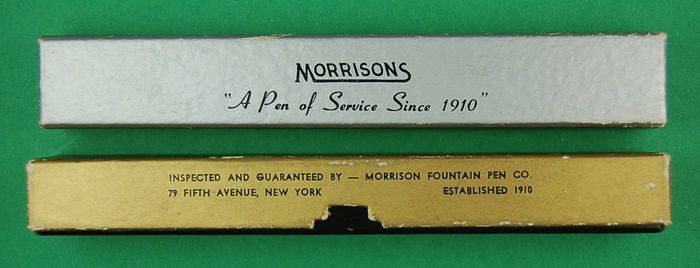 MORRISONS
"A Pen of Service Since 1910"
INSPECTED AND GUARANTEED BY — MORRISON FOUNTAIN PEN CO.
79 FIFTH AVENUE, NEW YORK ESTABLISHED 1910